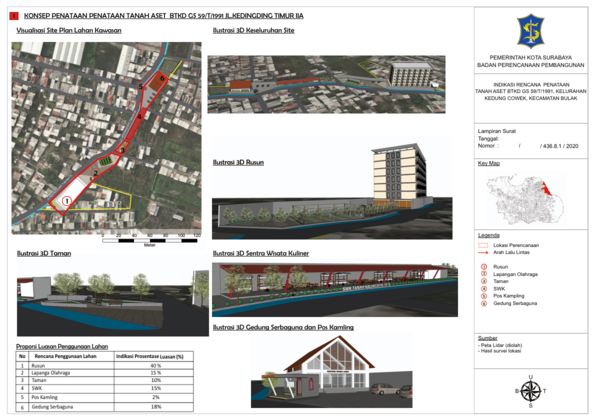 1 KONSEP PENATAAN PENATAAN TANAH ASET BTKD GS 59/T/1991 JL.KEDINGDING TIMUR IIA
Visualisasi Site Plan Lahan Kawasan
1
2
3
4
5
6
0 20 40 60 80 100 120
Meter
Ilustrasi 3D Keseluruhan Site
Ilustrasi 3D Rusun
Ilustrasi 3D Taman
Ilustrasi 3D Sentra Wisata Kuliner
Ilustrasi 3D Gedung Serbaguna dan Pos Kamling
Proporsi Luasan Penggunaan Lahan
No Rencana Penggunaan Lahan Indikasi Prosentase Luasan (%)
1 Rusun 40 %
2 Lapanga Olahraga 15 %
3 Taman 10%
4 SWK 15%
5 Pos Kamling 2%
6 Gedung Serbaguna 18%
PEMERINTAH KOTA SURABAYA
BADAN PERENCANAAN PEMBANGUNAN
INDIKASI RENCANA PENATAAN
TANAH ASET BTKD GS 59/T/1991, KELURAHAN
KEDUNG COWEK, KECAMATAN BULAK
Lampiran Surat
Tanggal:
Nomor : / / 436.8.1 / 2020
Key Map
Legenda
Lokasi Perencanaan
Arah Lalu Lintas
1 Rusun
2 Lapangan Olahraga
3 Taman
4 SWK
5 Pos Kampling
6 Gedung Serbaguna
Sumber
- Peta Lidar (diolah)
- Hasil survei lokasi
U
B T
S